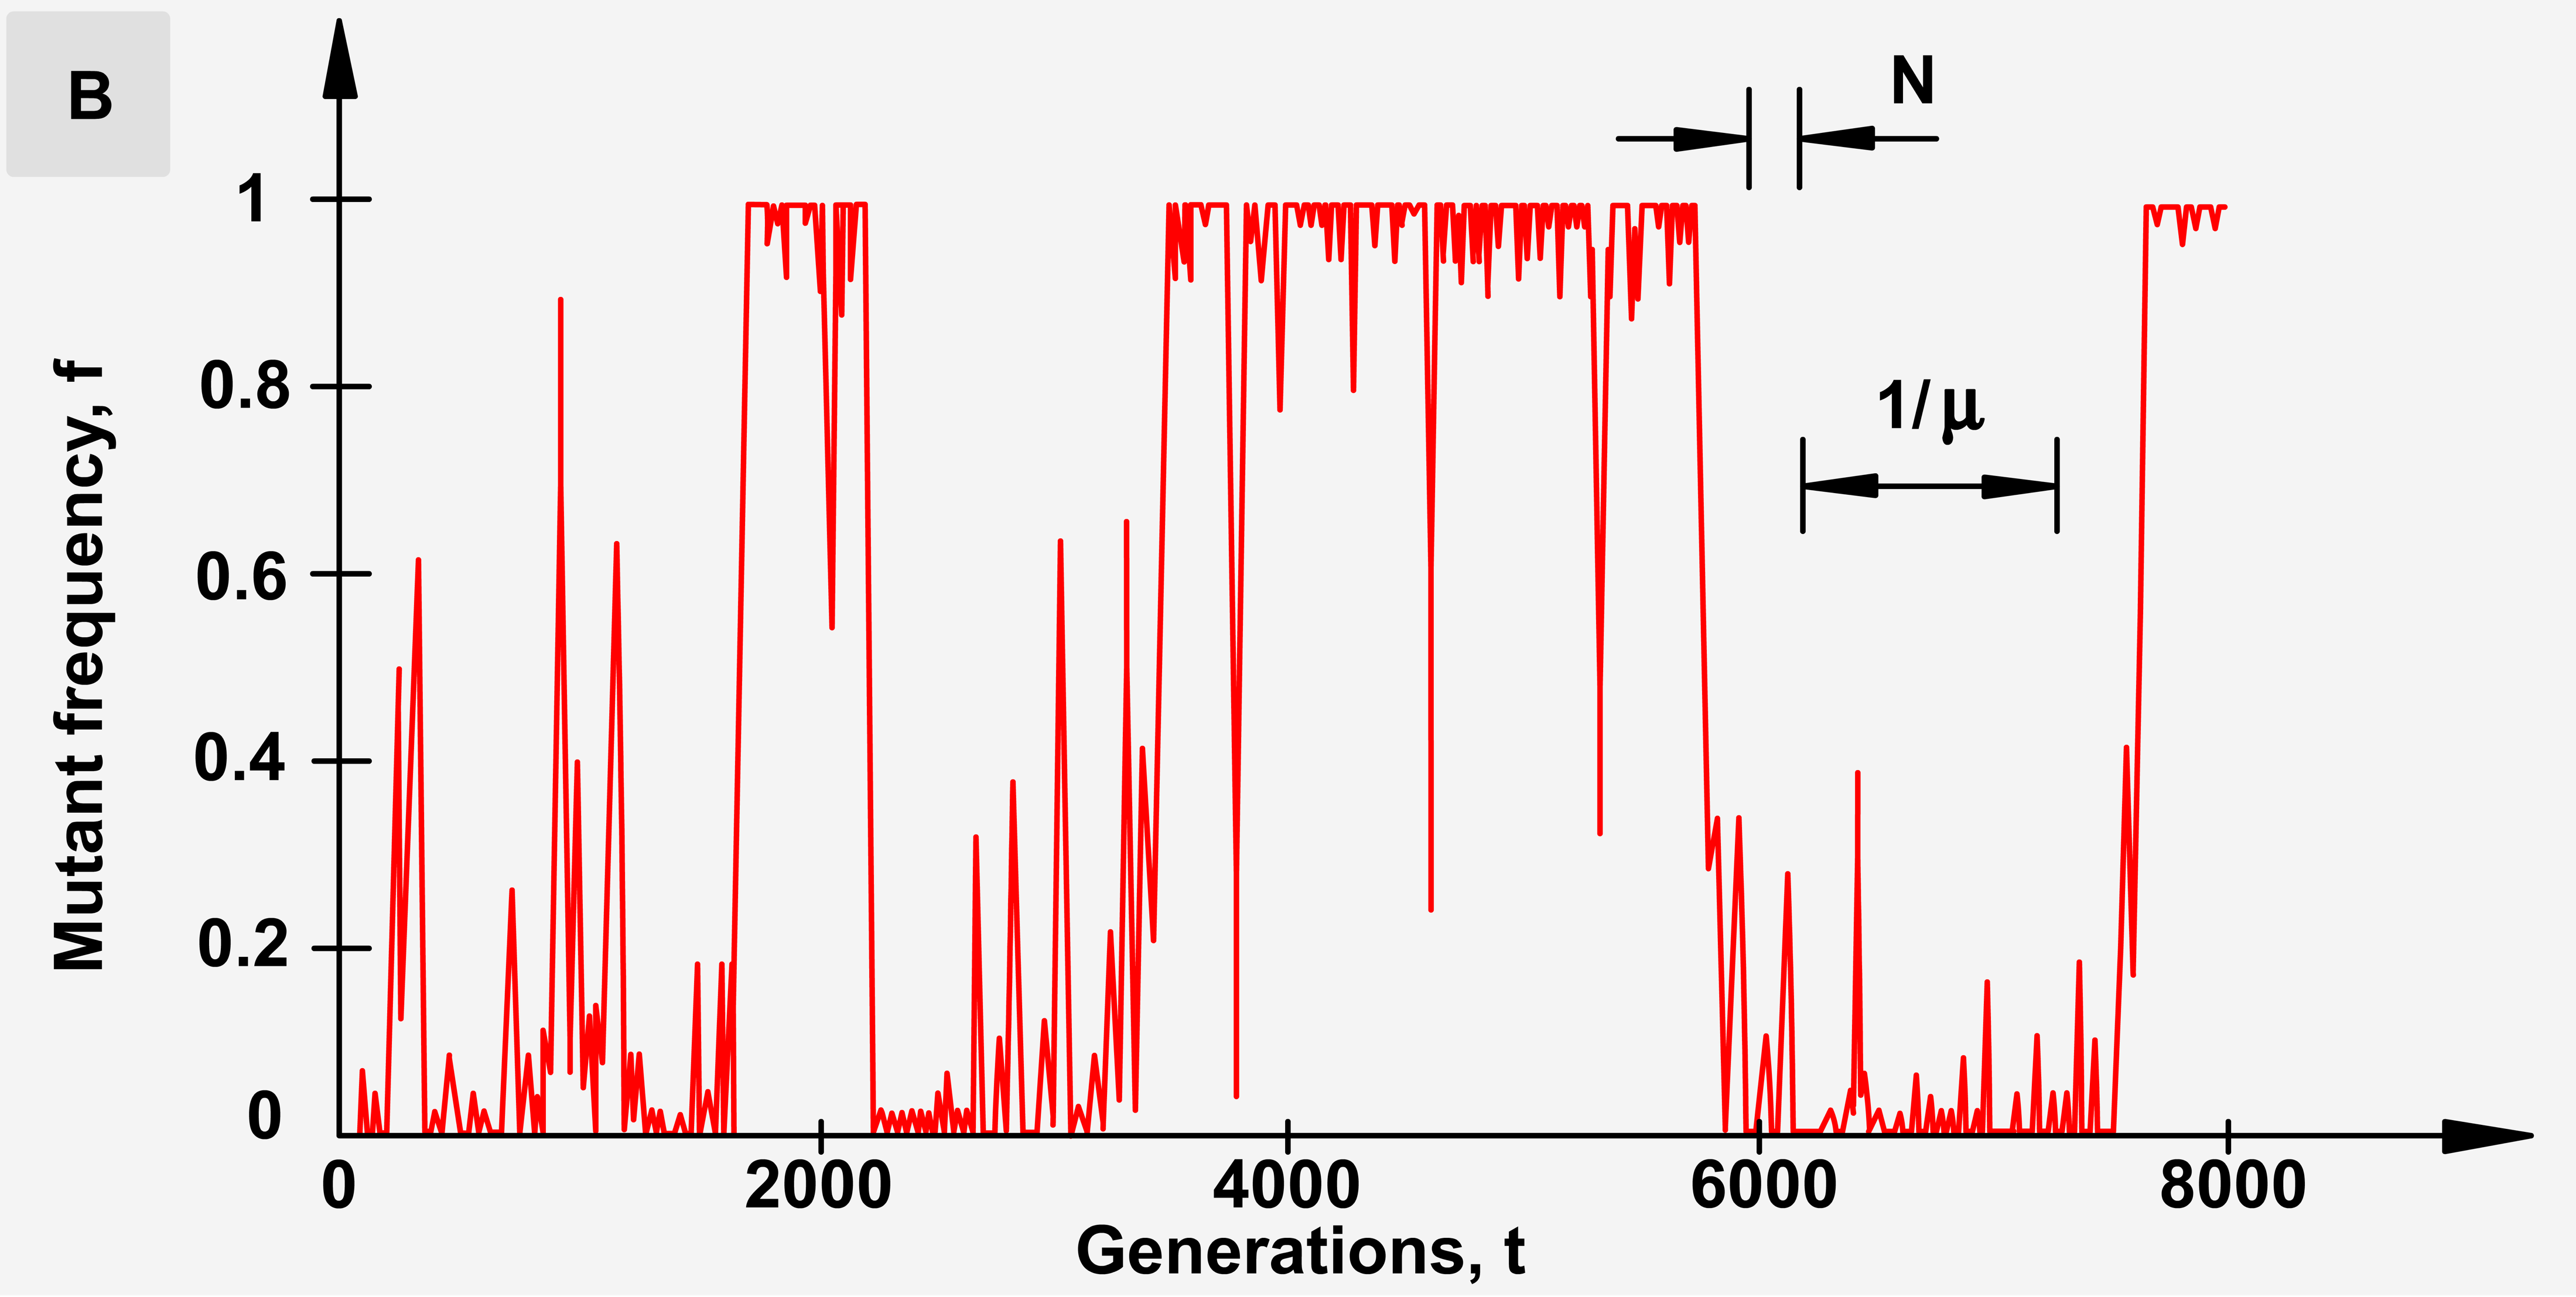 B
N
1
0.8
1/μ
0.6
0.4
0.2
0
Mutant frequency, f
0
2000
4000
6000
8000
Generations, t